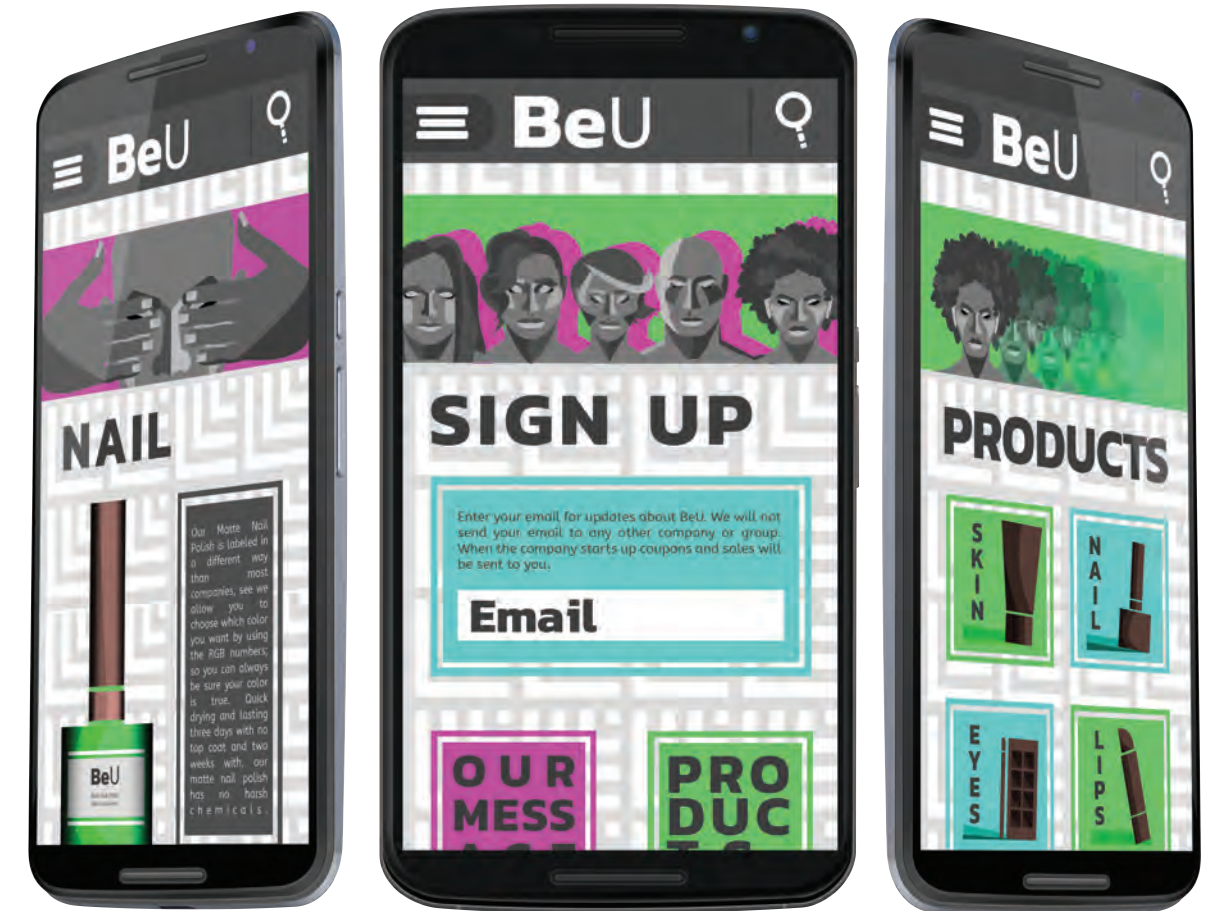 BeU
NAIL
Our Matte Nail
Polish is labeled in
a different way
than most
companies, see we
allow you to
choose which color
you want by using
the RGB numbers;
so you can always
be sure your color
is true. Quick
drying and lasting
three days with no
top coat and two
weeks with, our
matte nail polish
has no harsh
chemicals.
BeU
BeU
SIGN UP
Enter your email for updates about BeU. We will not
send your email to any other company or group.
When the company starts up coupons and sales will
be sent to you.
Email
OUR
MESS
PRO
DUC
BeU
PRODUCTS
SKIN
NAIL
EYES
LIPS